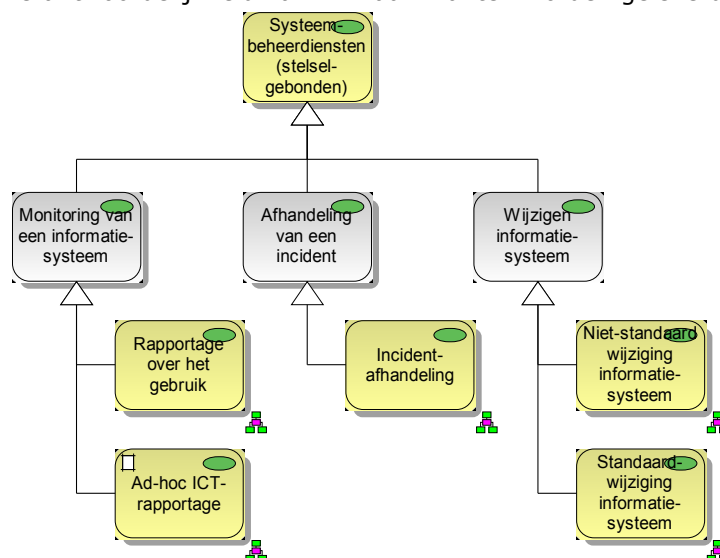 Systeem-
beheerdiensten
(stelsel-
gebonden)
Monitoring van
een informatie-
systeem
Afhandeling
van een
incident
Wijzigen
informatie-
systeem
Rapportage
over het
gebruik
Incident-
afhandeling
Niet-standaard
wijziging
informatie-
systeem
Ad-hoc ICT-
rapportage
Standaard-
wijziging
informatie-
systeem